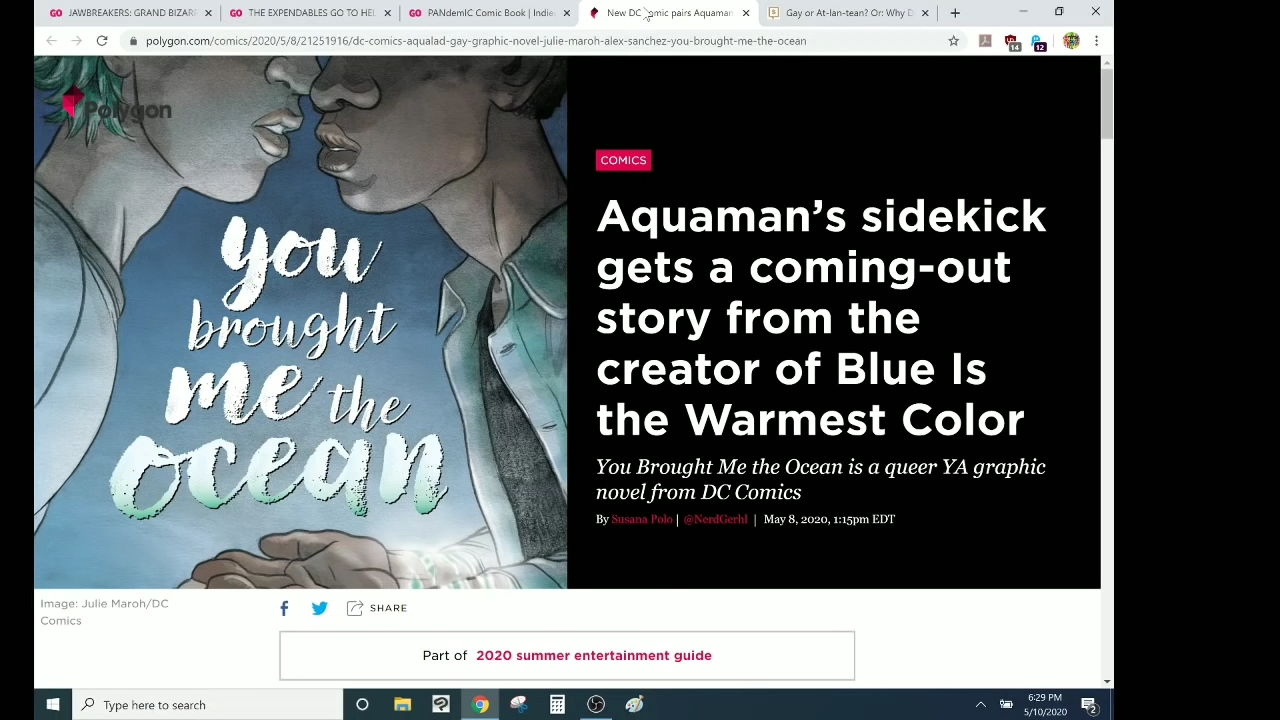 JAWBREAKERS: GRAND BIZAR
THE EXPENDABLES GO TO HEL
PANdemIC Comic Book | Indie
New DC comic pairs Aquaman
Gay or At-lan-tean? Or: Why D
polygon.com/comics/2020/5/8/21251916/dc-comics-aqualad-gay-graphic-novel-julie-maroh-alex-sanchez-you-brought-me-the-ocean
14
12
Polygon
you
brought
me the
ocean
COMICS
Aquaman’s sidekick
gets a coming-out
story from the
creator of Blue Is
the Warmest Color
You Brought Me the Ocean is a queer YA graphic
novel from DC Comics
By Susana Polo | @NerdGerhl | May 8, 2020, 1:15pm EDT
Image: Julie Maroh/DC
Comics
SHARE
Part of 2020 summer entertainment guide
Type here to search
6:29 PM
5/10/2020
2